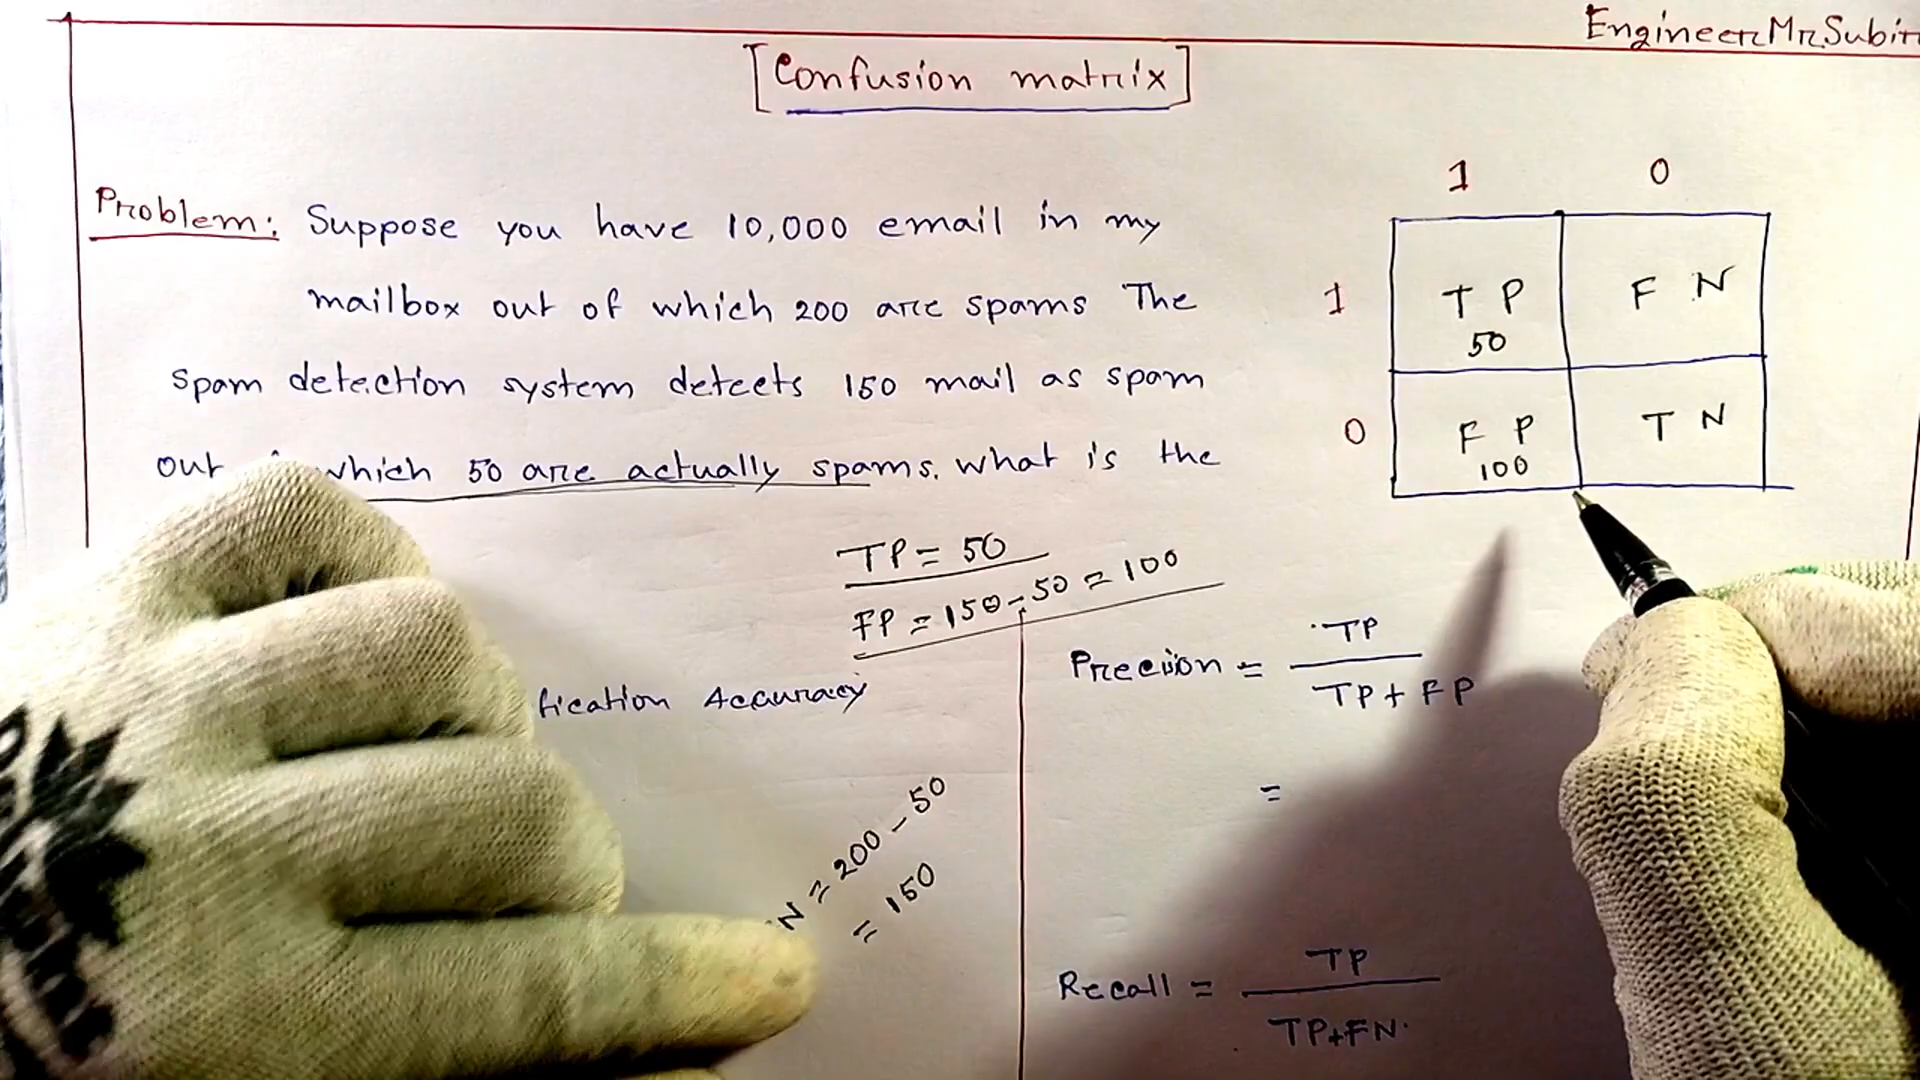 EngineerMr.Subir
[Confusion matrix]
Problem: Suppose you have 10,000 email in my
mailbox out of which 200 are spams The
spam detection system detects 150 mail as spam
out which 50 are actually spams. What is the
1 0
1 TP FN
50
0 FP TN
100
TP = 50
FP = 150 - 50 = 100
fication Accuracy
N = 200 - 50
= 150
Precision = TP
TP + FP
=
Recall = TP
TP+FN